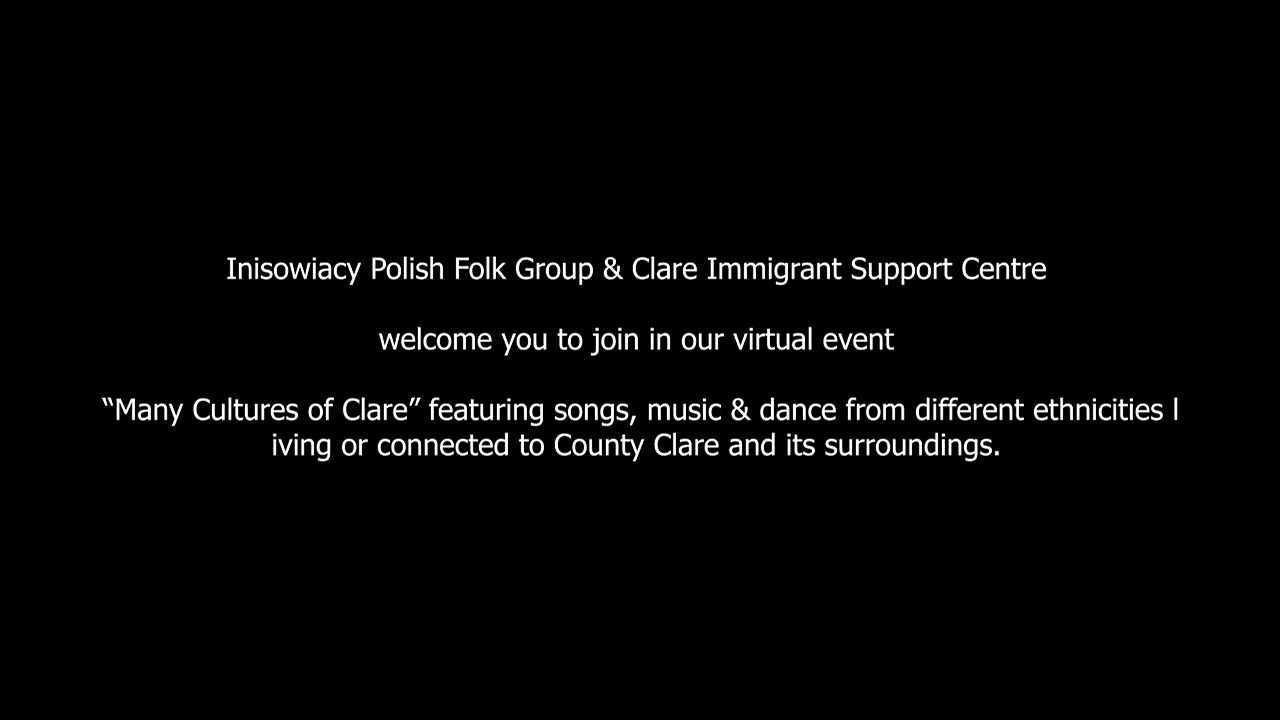 Inisowiacy Polish Folk Group & Clare Immigrant Support Centre
welcome you to join in our virtual event
“Many Cultures of Clare” featuring songs, music & dance from different ethnicities l
iving or connected to County Clare and its surroundings.